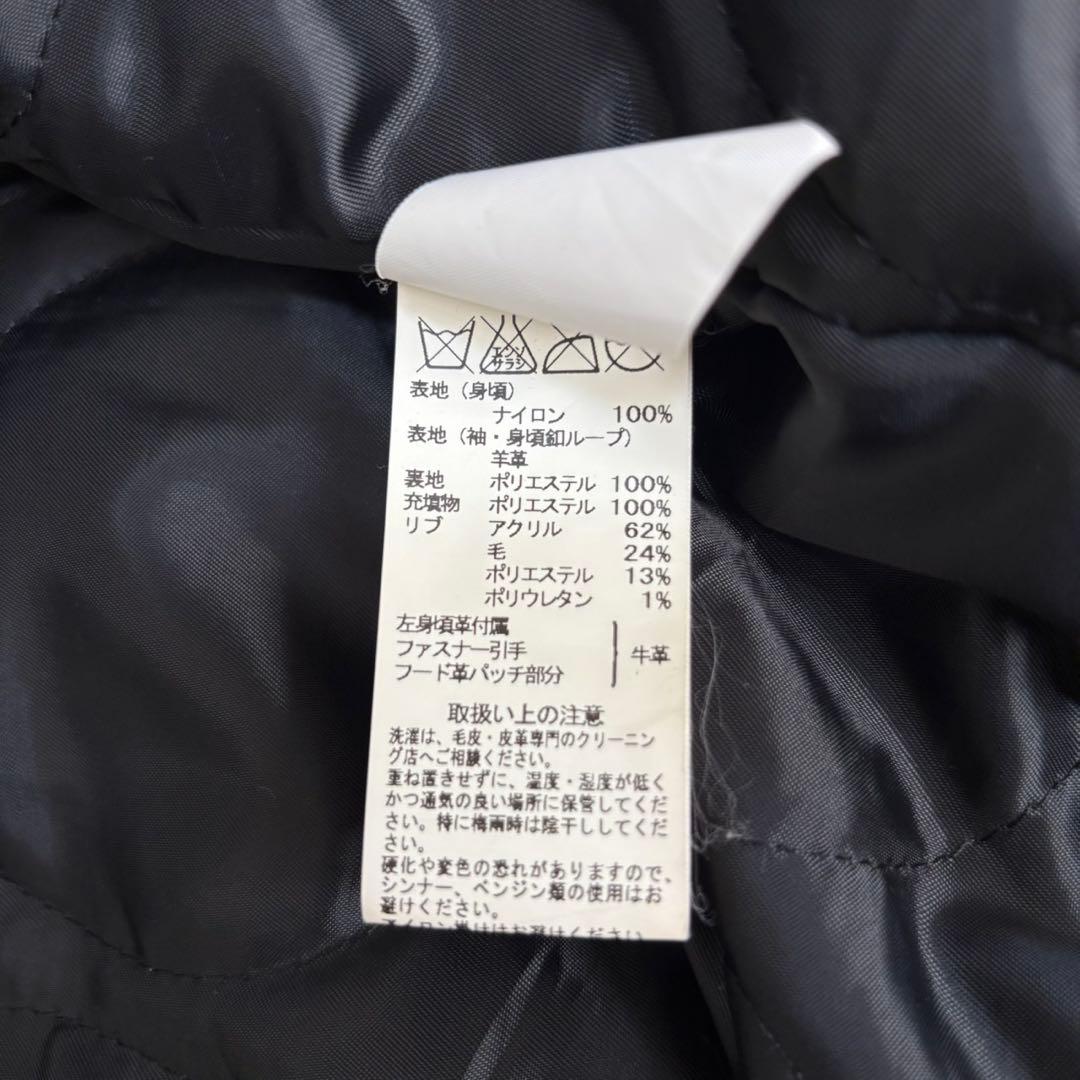 エンソ
サラシ
表地（身頃）
ナイロン 100%
表地（袖・身頃釦ループ）
羊革
裏地 ポリエステル 100%
充填物 ポリエステル 100%
リブ アクリル 62%
毛 24%
ポリエステル 13%
ポリウレタン 1%
左身頃革付属
ファスナー引手 牛革
フード革パッチ部分
取扱い上の注意
洗濯は、毛皮・皮革専門のクリーニン
グ店へご相談ください。
重ね置きせずに、温度・湿度が低く
かつ通気の良い場所に保管してくだ
さい。特に梅雨時は陰干ししてくだ
さい。
硬化や変色の恐れがありますので、
シンナー、ベンジン類の使用はお
避けください。